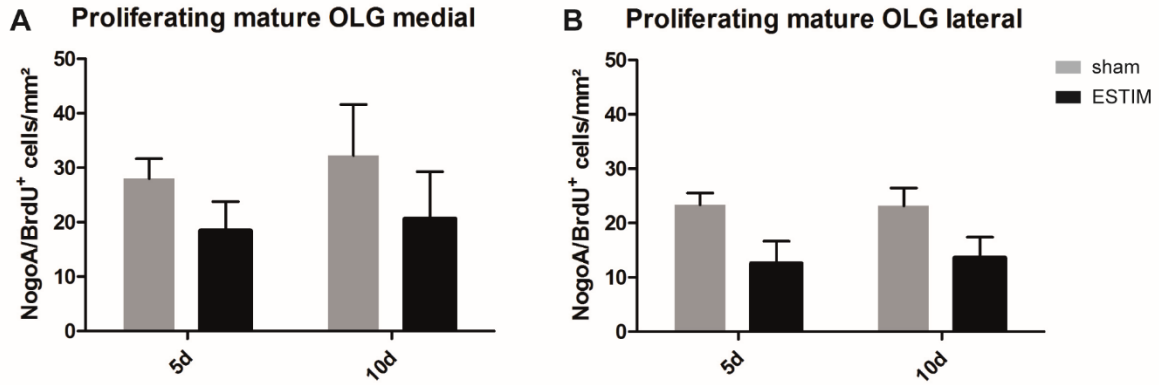 A Proliferating mature OLG medial
NogoA/BrdU⁺ cells/mm²
50
40
30
20
10
0
5d
10d
B Proliferating mature OLG lateral
NogoA/BrdU⁺ cells/mm²
50
40
30
20
10
0
5d
10d
sham
ESTIM